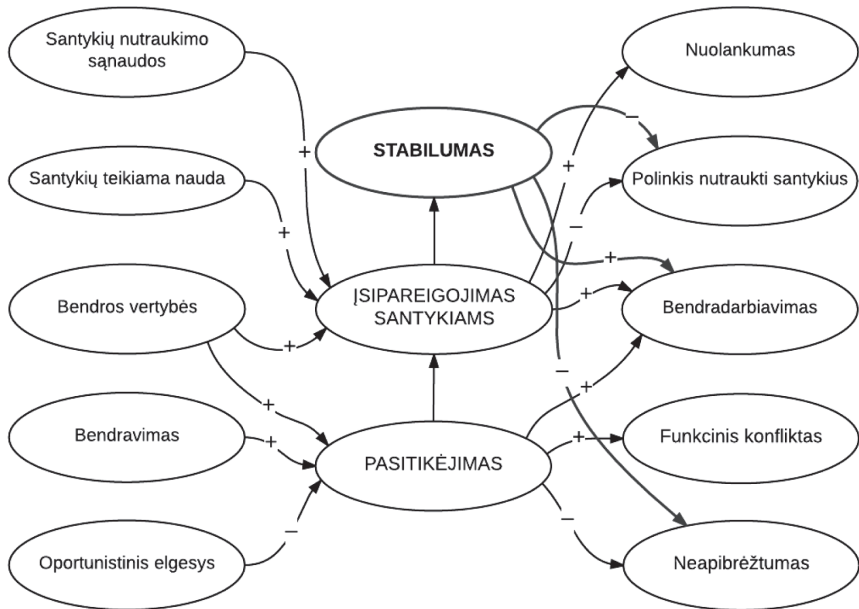 Santykių nutraukimo
sąnaudos
Santykių teikiama nauda
Bendros vertybės
Bendravimas
Oportunistinis elgesys
STABILUMAS
ĮSIPAREIGOJIMAS
SANTYKIAMS
PASITIKĖJIMAS
Nuolankumas
Polinkis nutraukti santykius
Bendradarbiavimas
Funkcinis konfliktas
Neapibrėžtumas
+
+
+
+
+
–
–
+
–
+
+
–
+
+
–